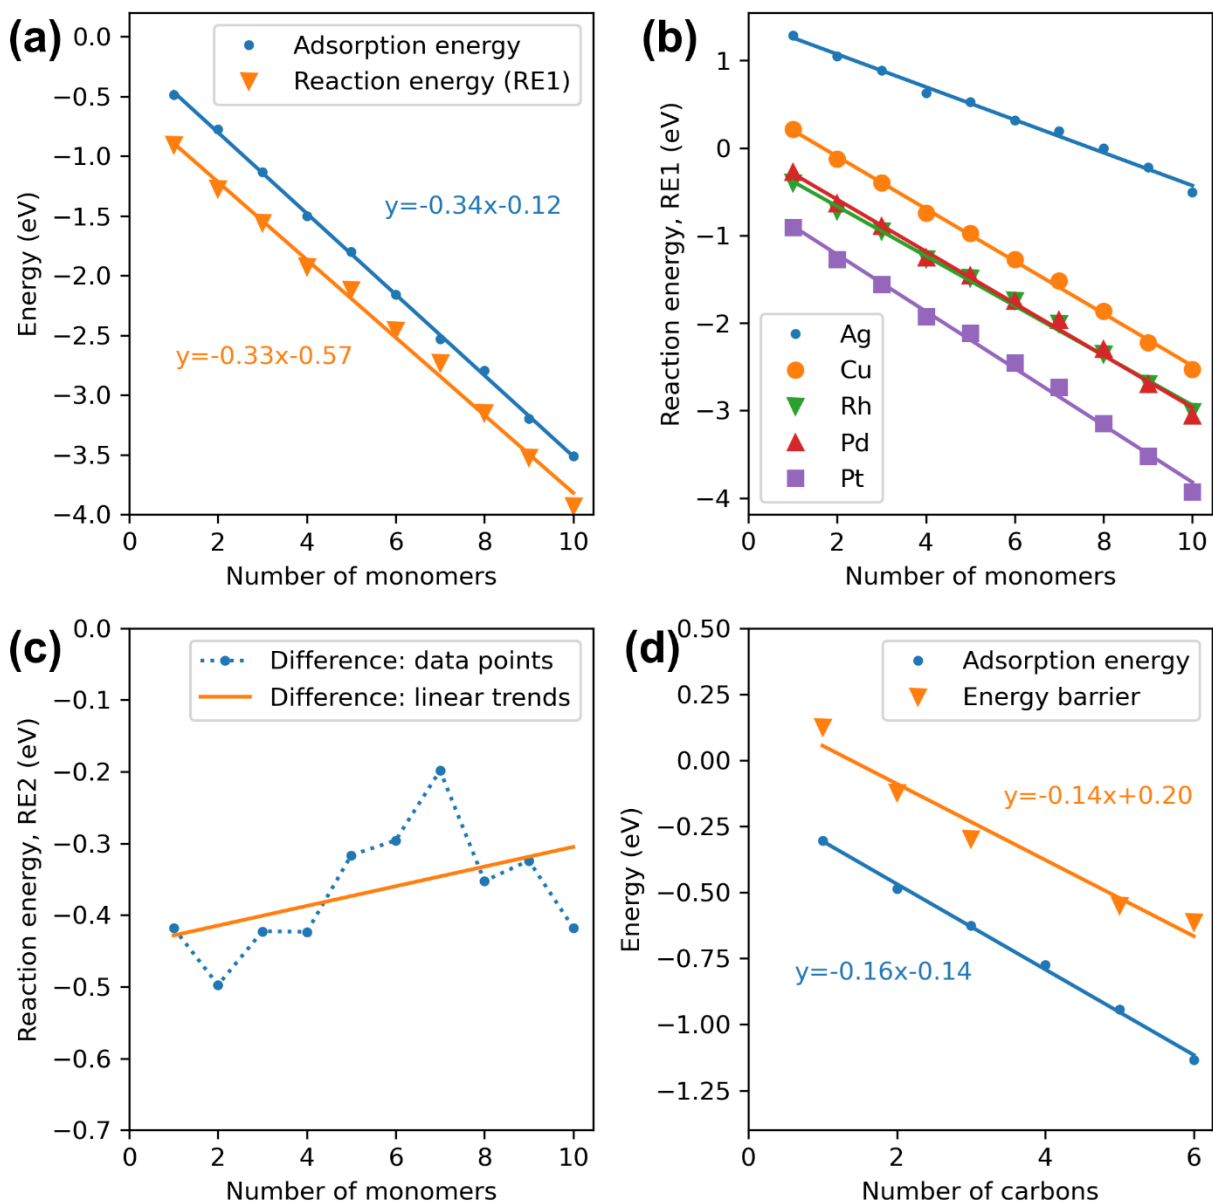 (a)
0.0
−0.5
−1.0
−1.5
−2.0
−2.5
−3.0
−3.5
−4.0
Energy (eV)
Adsorption energy
Reaction energy (RE1)
y=-0.34x-0.12
y=-0.33x-0.57
0 2 4 6 8 10
Number of monomers
(b)
1
0
−1
−2
−3
−4
Reaction energy, RE1 (eV)
Ag
Cu
Rh
Pd
Pt
0 2 4 6 8 10
Number of monomers
(c)
0.0
−0.1
−0.2
−0.3
−0.4
−0.5
−0.6
−0.7
Reaction energy, RE2 (eV)
Difference: data points
Difference: linear trends
0 2 4 6 8 10
Number of monomers
(d)
0.50
0.25
0.00
−0.25
−0.50
−0.75
−1.00
−1.25
Energy (eV)
Adsorption energy
Energy barrier
y=-0.14x+0.20
y=-0.16x-0.14
0 2 4 6
Number of carbons